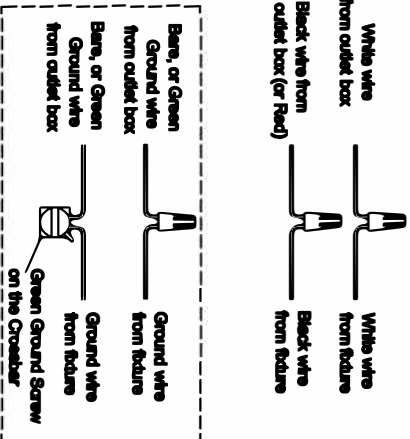 White wire
from outlet box
White wire
from fixture
Black wire from
outlet box (or Red)
Black wire
from fixture
Bare, or Green
Ground wire
from outlet box
Ground wire
from fixture
Bare, or Green
Ground wire
from outlet box
Ground wire
from fixture
Green Ground Screw
on the Crossbar